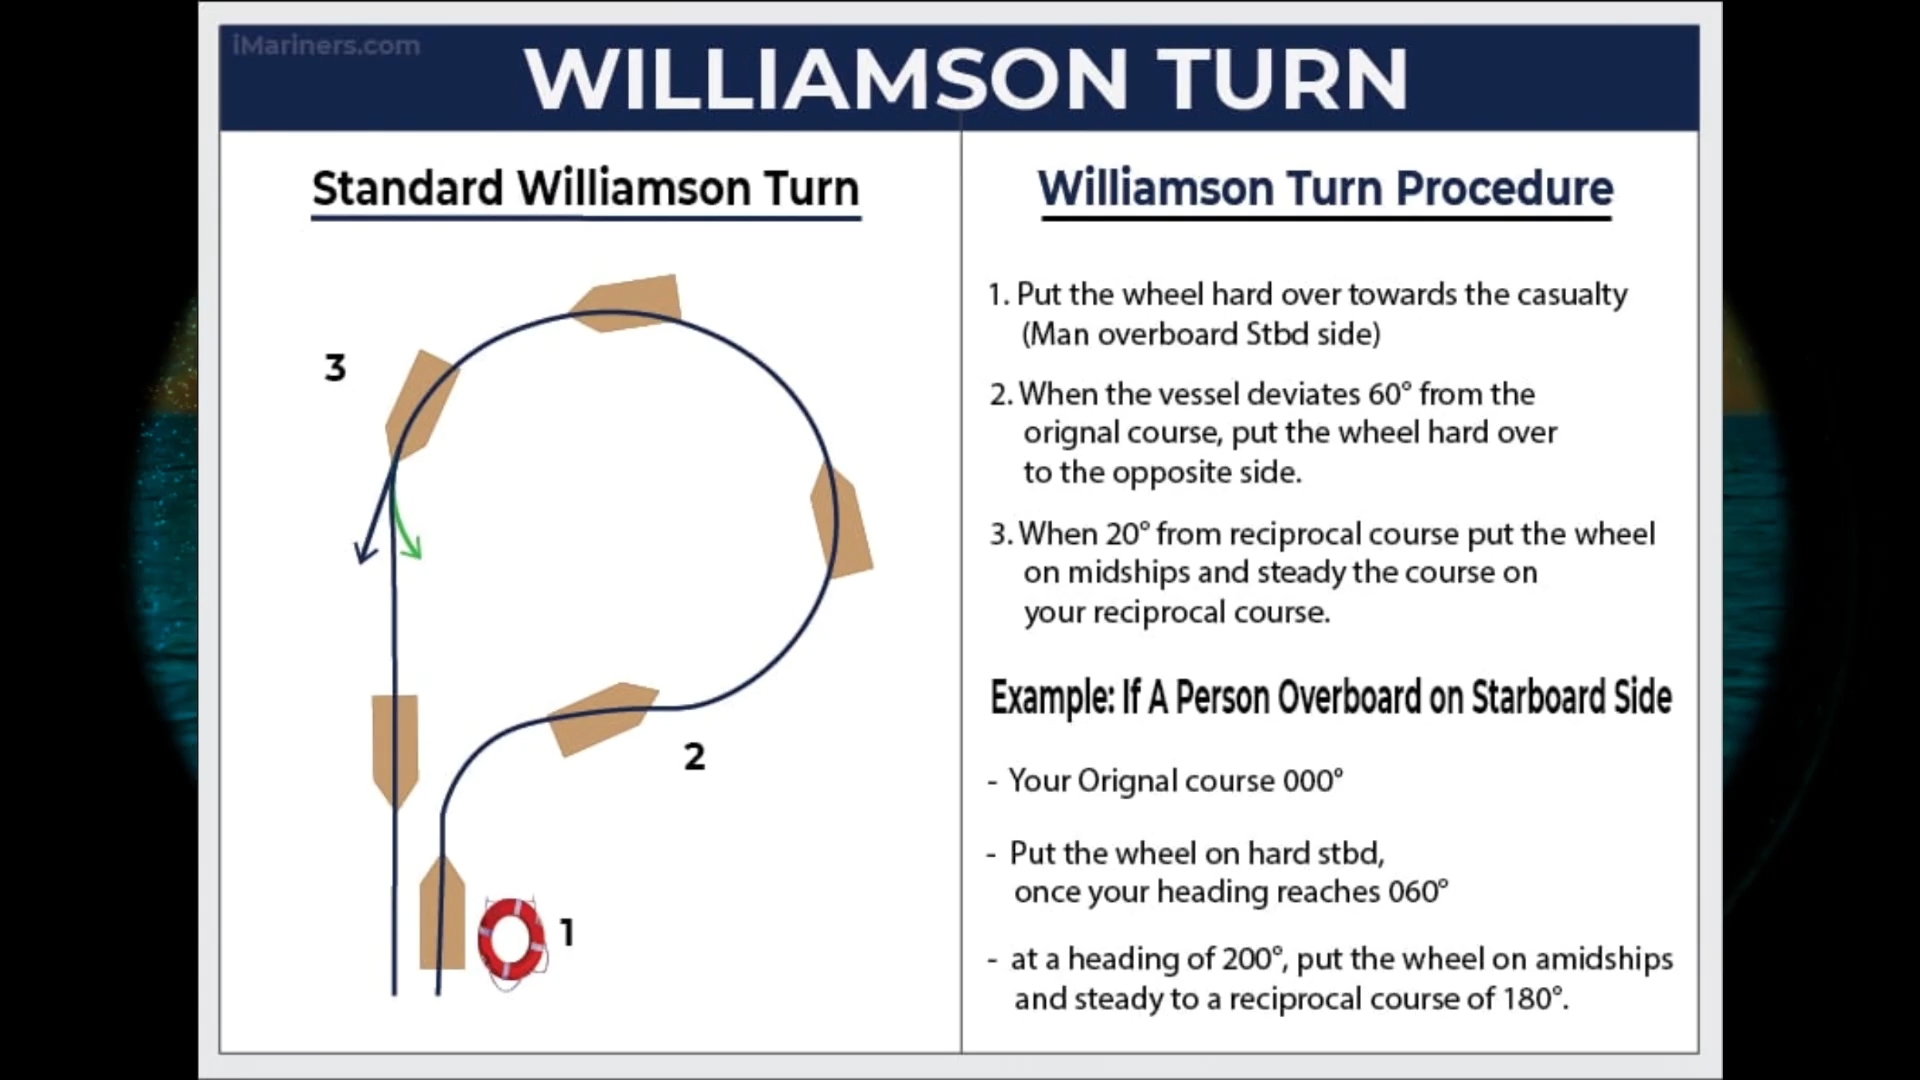 iMariners.com
WILLIAMSON TURN
Standard Williamson Turn
3
2
1
Williamson Turn Procedure
1. Put the wheel hard over towards the casualty
(Man overboard Stbd side)
2. When the vessel deviates 60° from the
orignal course, put the wheel hard over
to the opposite side.
3. When 20° from reciprocal course put the wheel
on midships and steady the course on
your reciprocal course.
Example: If A Person Overboard on Starboard Side
- Your Orignal course 000°
- Put the wheel on hard stbd,
once your heading reaches 060°
- at a heading of 200°, put the wheel on amidships
and steady to a reciprocal course of 180°.